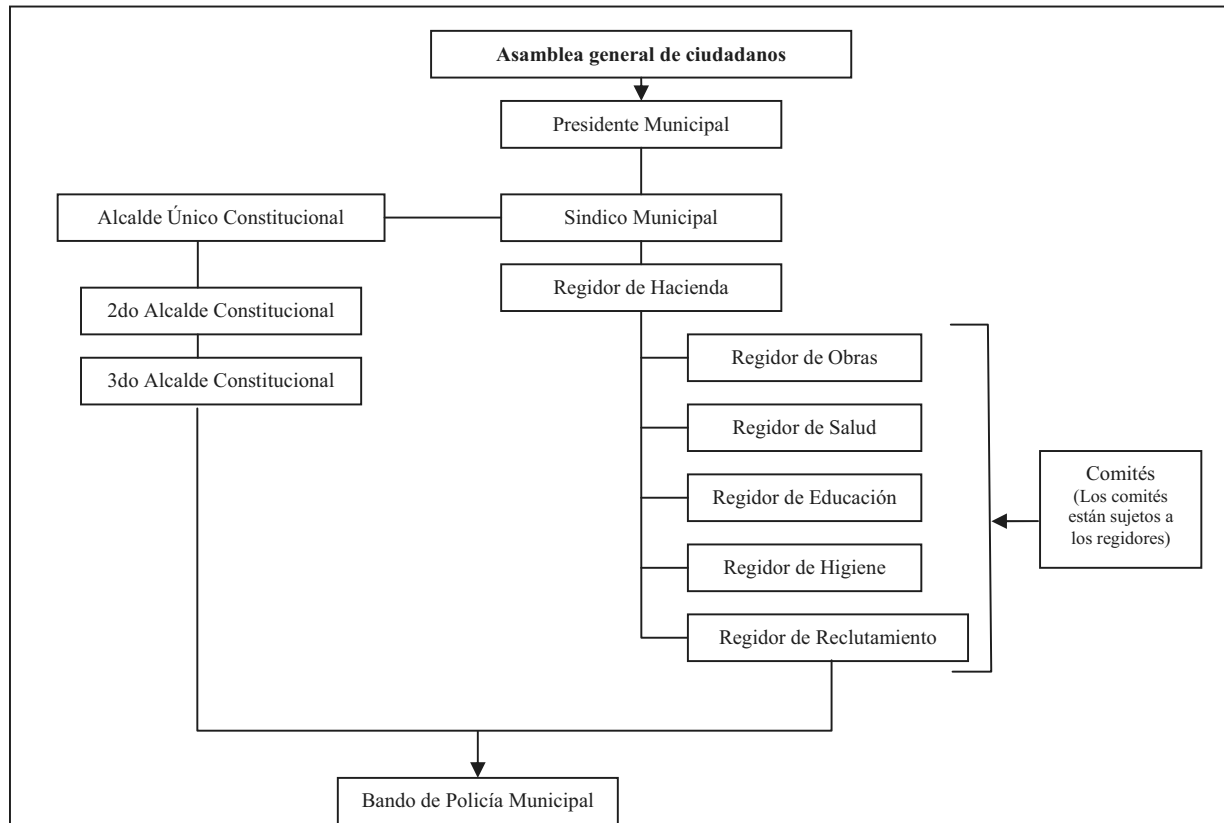 Asamblea general de ciudadanos
Presidente Municipal
Alcalde Único Constitucional
Sindico Municipal
Regidor de Hacienda
2do Alcalde Constitucional
3do Alcalde Constitucional
Regidor de Obras
Regidor de Salud
Regidor de Educación
Regidor de Higiene
Regidor de Reclutamiento
Comités
(Los comités
están sujetos a
los regidores)
Bando de Policía Municipal